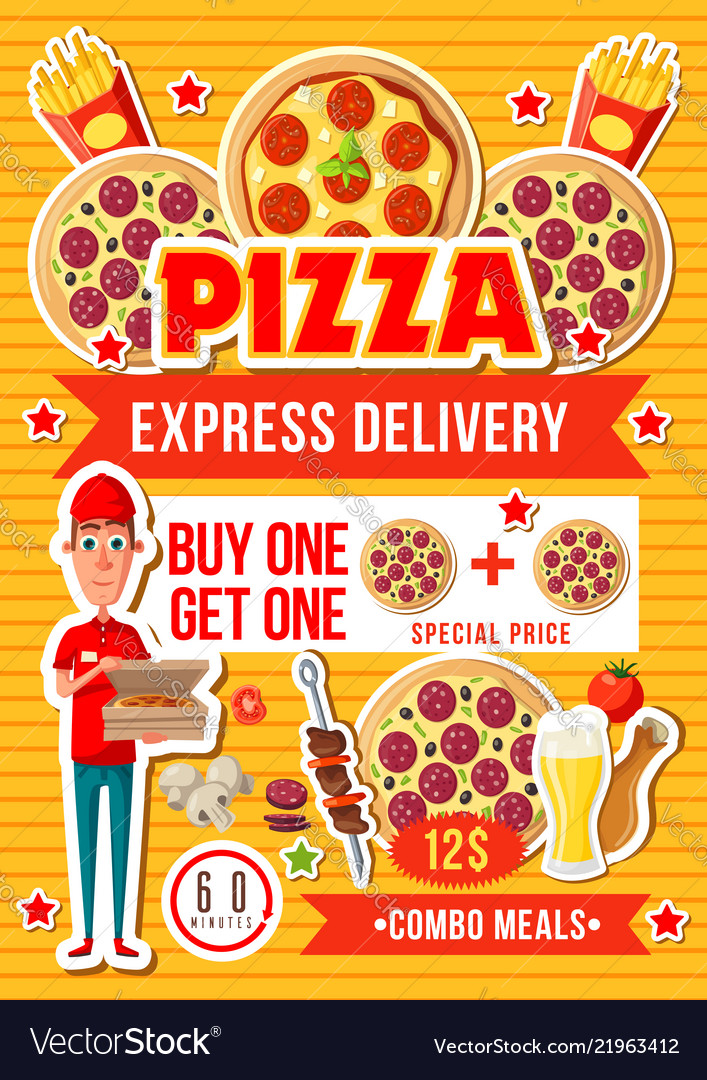 PIZZA
EXPRESS DELIVERY
BUY ONE
GET ONE
+
SPECIAL PRICE
12$
60
MINUTES
•COMBO MEALS•
VectorStock®
VectorStock.com/21963412